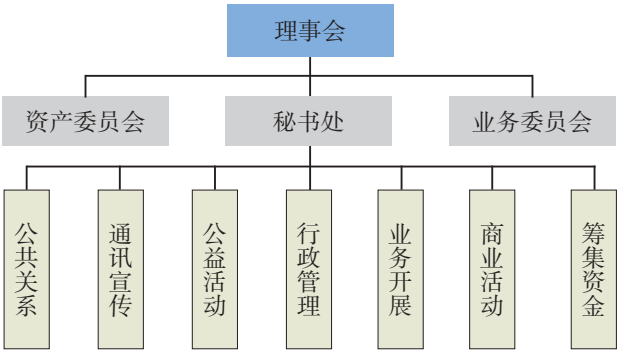 理事会
资产委员会
秘书处
业务委员会
公共关系
通讯宣传
公益活动
行政管理
业务开展
商业活动
筹集资金